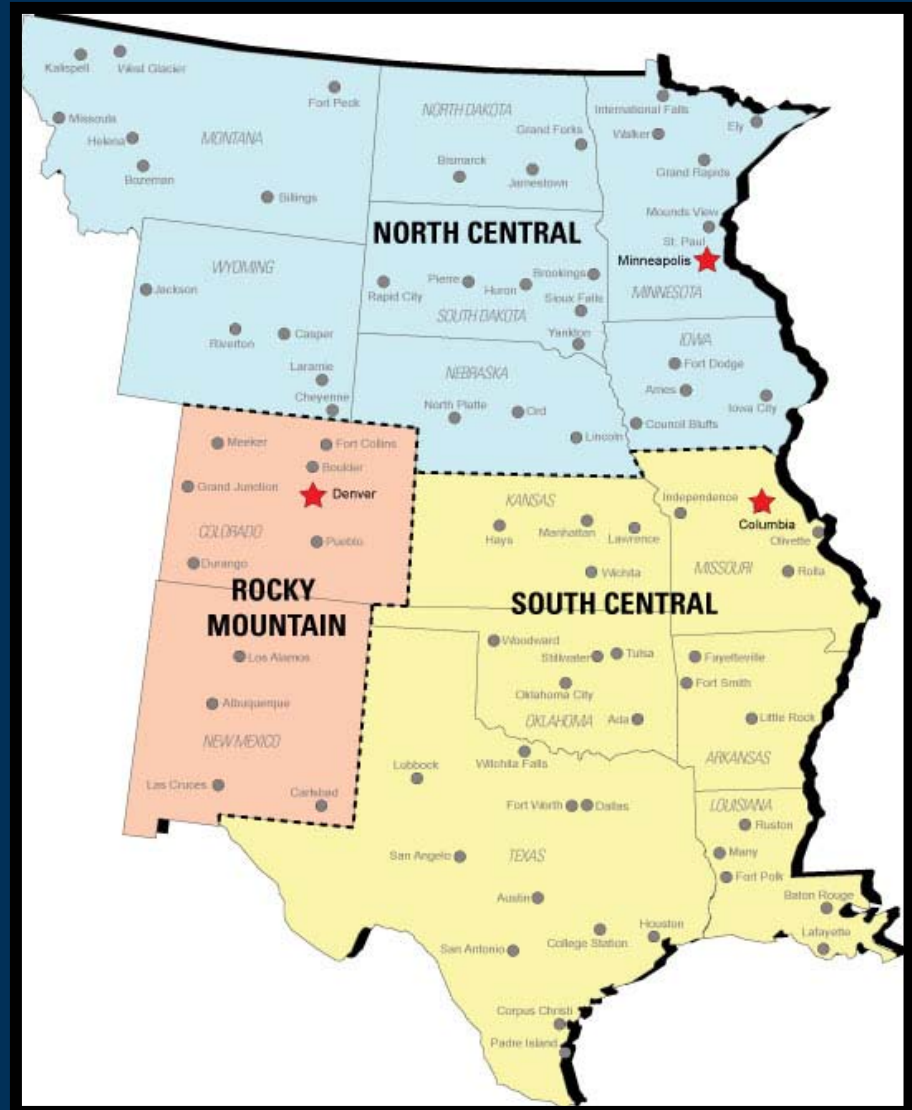 Kalispell
West Glacier
Fort Peck
Missoula
Helena
MONTANA
Bozeman
Billings
NORTH DAKOTA
Grand Forks
Bismarck
Jamestown
International Falls
Walker
Ely
Grand Rapids
Mounds View
St. Paul
Minneapolis
MINNESOTA
NORTH CENTRAL
WYOMING
Jackson
Riverton
Casper
Laramie
Cheyenne
Rapid City
Pierre
Huron
Brookings
Sioux Falls
SOUTH DAKOTA
Yankton
NEBRASKA
North Platte
Ord
Lincoln
IOWA
Fort Dodge
Ames
Iowa City
Council Bluffs
Meeker
Fort Collins
Boulder
Grand Junction
Denver
COLORADO
Pueblo
Durango
ROCKY
MOUNTAIN
Los Alamos
Albuquerque
NEW MEXICO
Las Cruces
Carlsbad
KANSAS
Hays
Manhattan
Lawrence
Wichita
Independence
Columbia
Olivette
MISSOURI
Rolla
SOUTH CENTRAL
Woodward
Stillwater
Tulsa
Oklahoma City
OKLAHOMA
Ada
Fayetteville
Fort Smith
Little Rock
ARKANSAS
Lubbock
Witchita Falls
Fort Worth
Dallas
San Angelo
TEXAS
Austin
San Antonio
College Station
Houston
Corpus Christi
Padre Island
LOUISIANA
Ruston
Many
Fort Polk
Baton Rouge
Lafayette